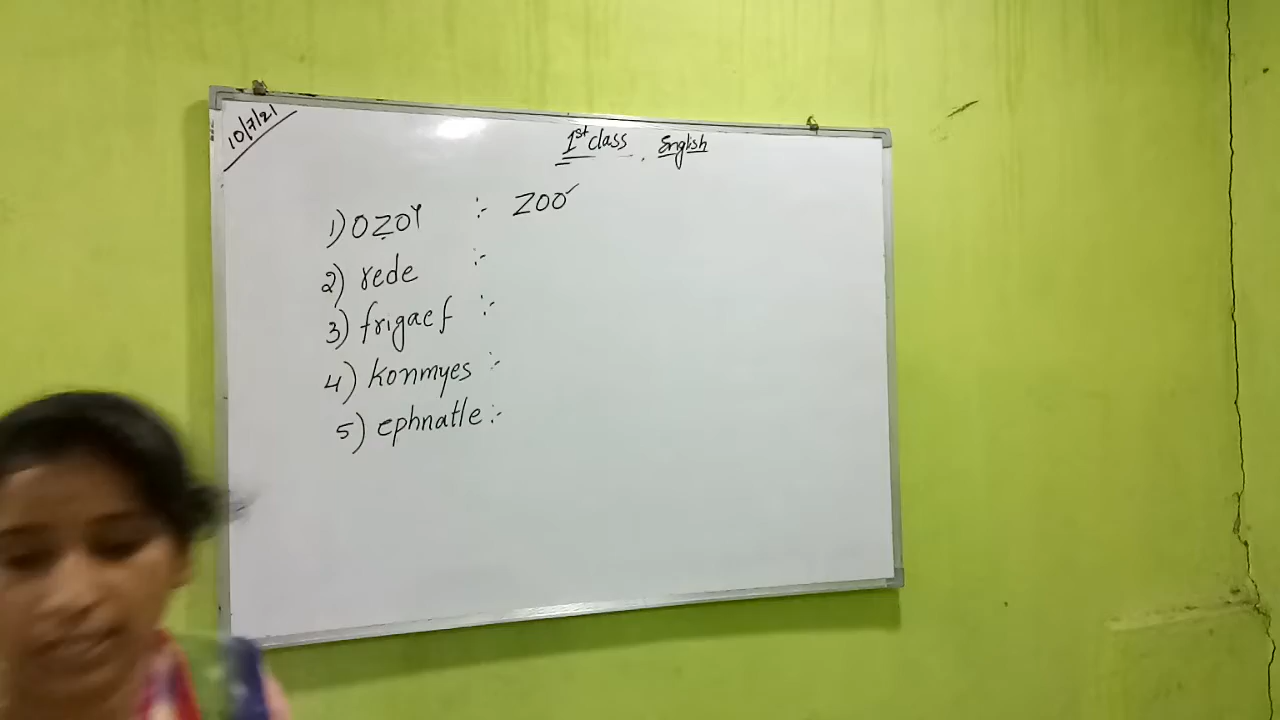 10/7/21
1st class, English
1) OZOY :- ZOO
2) rede :-
3) frigaef :-
4) konmyes :-
5) ephnatle :-